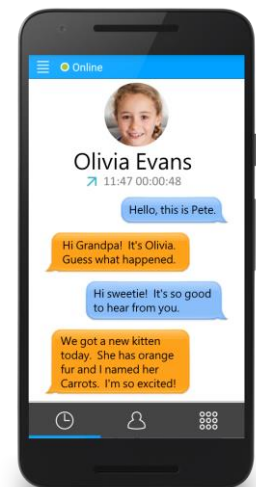 Online
Olivia Evans
11:47 00:00:48
Hello, this is Pete.
Hi Grandpa! It's Olivia.
Guess what happened.
Hi sweetie! It's so good
to hear from you.
We got a new kitten
today. She has orange
fur and I named her
Carrots. I'm so excited!